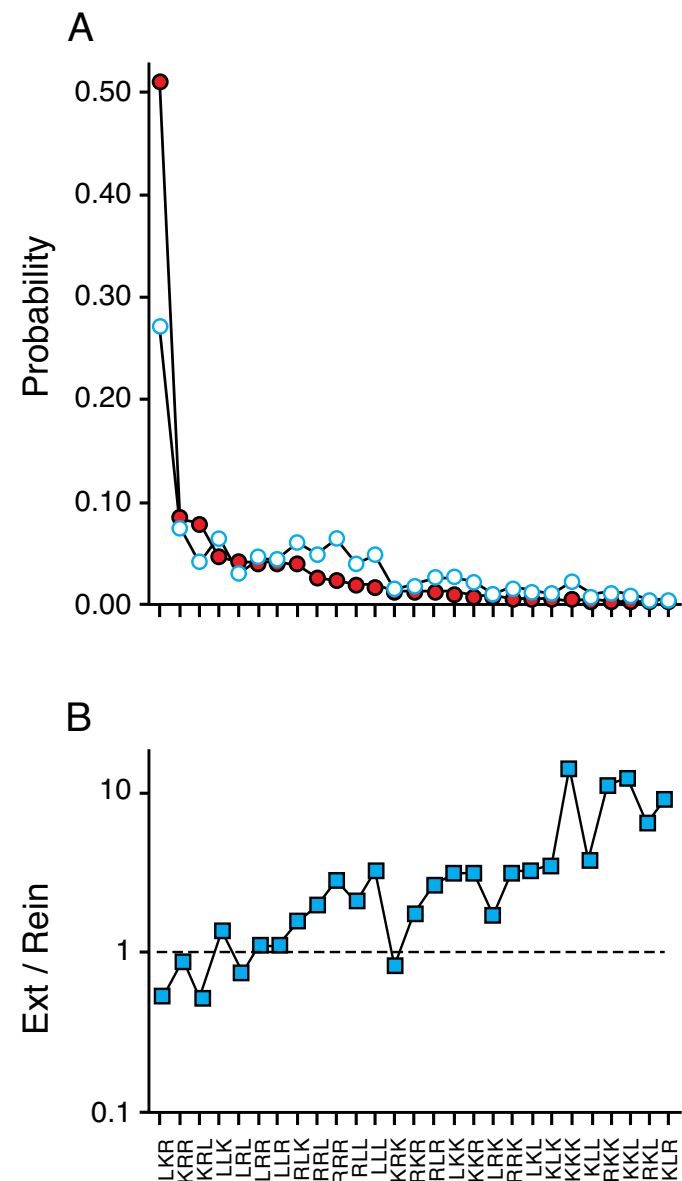 A
Probability
0.50
0.40
0.30
0.20
0.10
0.00
B
Ext / Rein
10
1
0.1
LKR
KRR
KRL
LLK
LRL
LRR
LLR
RLK
RRL
RRR
RLL
LLL
KRK
RKR
RLR
LKK
KKR
LRK
RRK
LKL
KLK
KKK
KLL
RKK
KKL
RKL
KLR